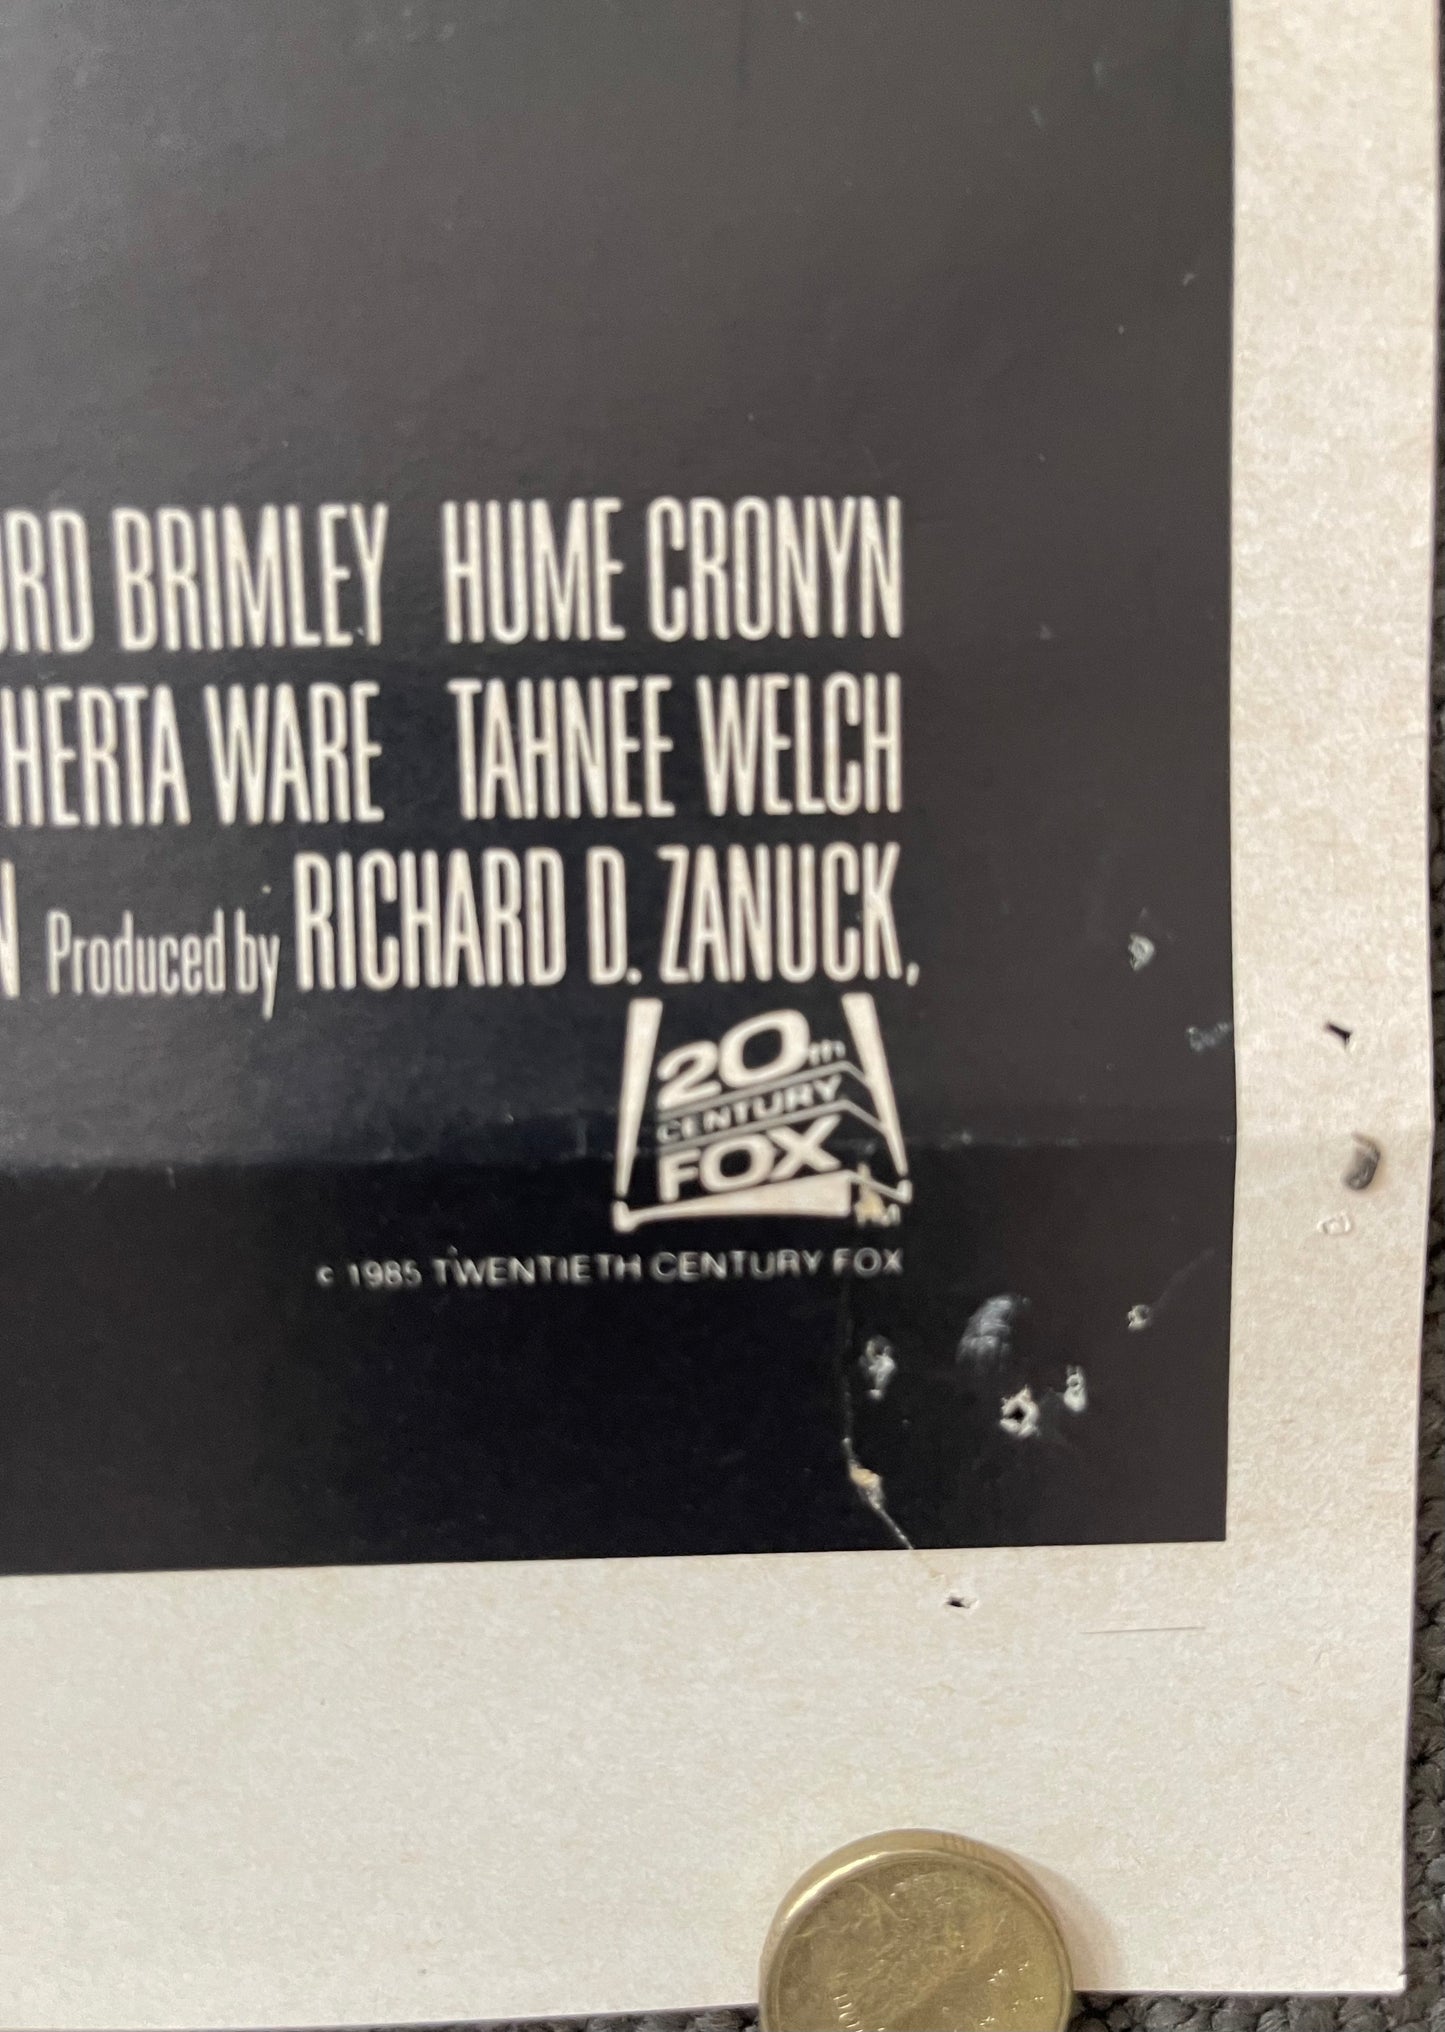 RD BRIMLEY HUME CRONYN
HERTA WARE TAHNEE WELCH
N Produced by RICHARD D. ZANUCK,
20th
CENTURY
FOX
TM
© 1985 TWENTIETH CENTURY FOX